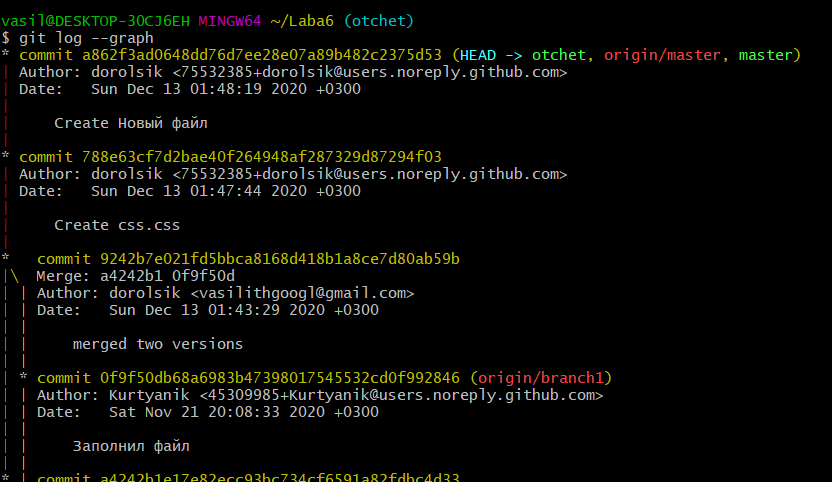 vasil@DESKTOP-3OCJ6EH MINGW64 ~/Laba6 (otchet)
$ git log --graph
* commit a862f3ad0648dd76d7ee28e07a89b482c2375d53 (HEAD -> otchet, origin/master, master)
| Author: dorolsik <75532385+dorolsik@users.noreply.github.com>
| Date:   Sun Dec 13 01:48:19 2020 +0300
|
|     Create Новый файл
|
* commit 788e63cf7d2bae40f264948af287329d87294f03
| Author: dorolsik <75532385+dorolsik@users.noreply.github.com>
| Date:   Sun Dec 13 01:47:44 2020 +0300
|
|     Create css.css
|
*   commit 9242b7e021fd5bbca8168d418b1a8ce7d80ab59b
|\  Merge: a4242b1 0f9f50d
| | Author: dorolsik <vasilithgoogl@gmail.com>
| | Date:   Sun Dec 13 01:43:29 2020 +0300
| |
| |     merged two versions
| |
| * commit 0f9f50db68a6983b47398017545532cd0f992846 (origin/branch1)
| | Author: Kurtyanik <45309985+Kurtyanik@users.noreply.github.com>
| | Date:   Sat Nov 21 20:08:33 2020 +0300
| |
| |     Заполнил файл
| |
* | commit a4242b1e17e82ecc93bc734cf6591a82fdbc4d33